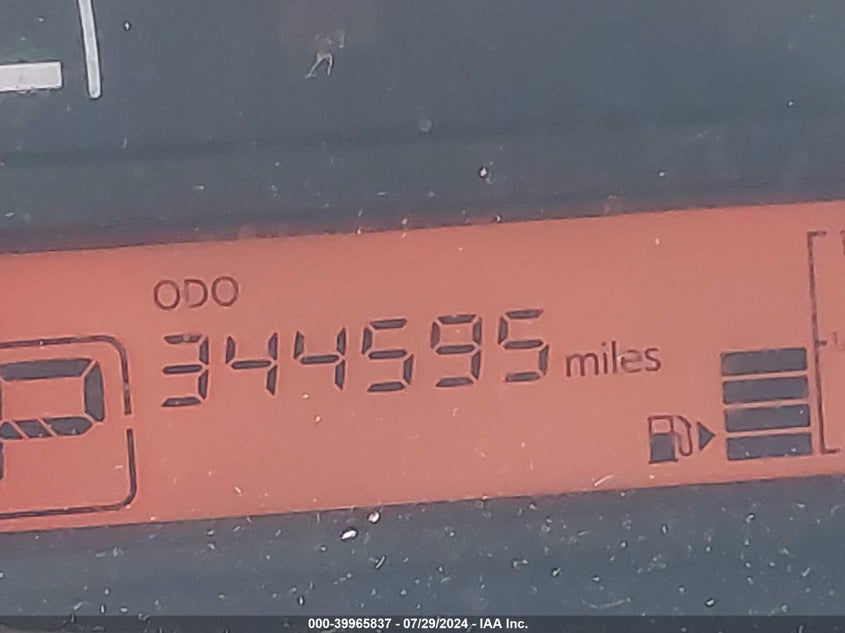 ODO
344595 miles
P
000-39965837 - 07/29/2024 - IAA Inc.